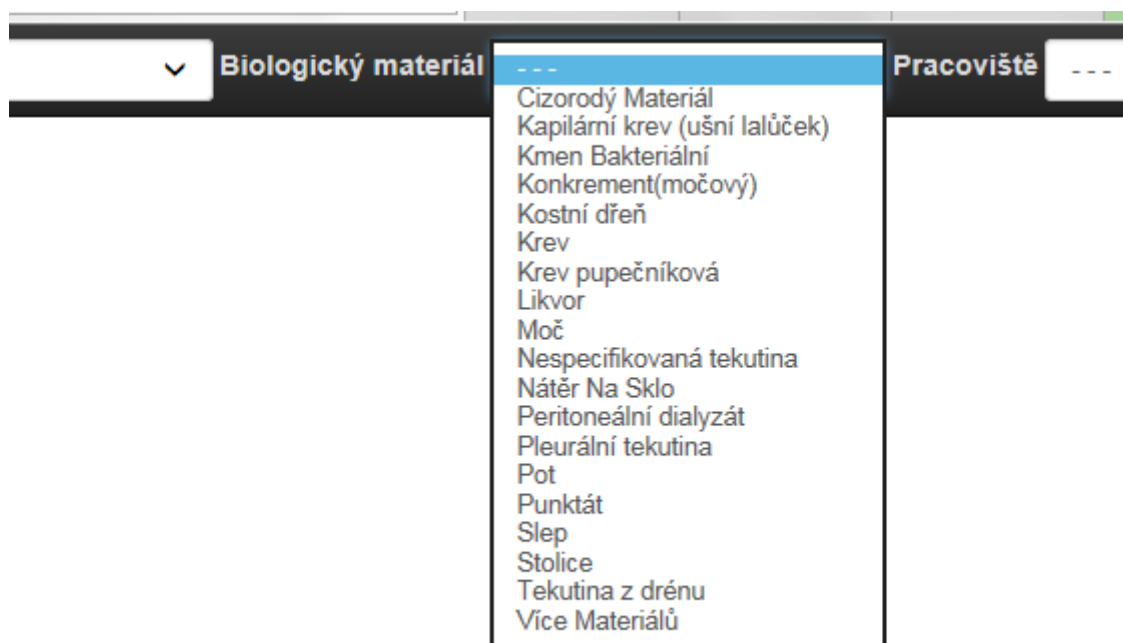 Biologický materiál - - - Pracoviště - - -
Cizorodý Materiál
Kapilární krev (ušní lalůček)
Kmen Bakteriální
Konkrement(močový)
Kostní dřeň
Krev
Krev pupečníková
Likvor
Moč
Nespecifikovaná tekutina
Nátěr Na Sklo
Peritoneální dialyzát
Pleurální tekutina
Pot
Punktát
Slep
Stolice
Tekutina z drénu
Více Materiálů